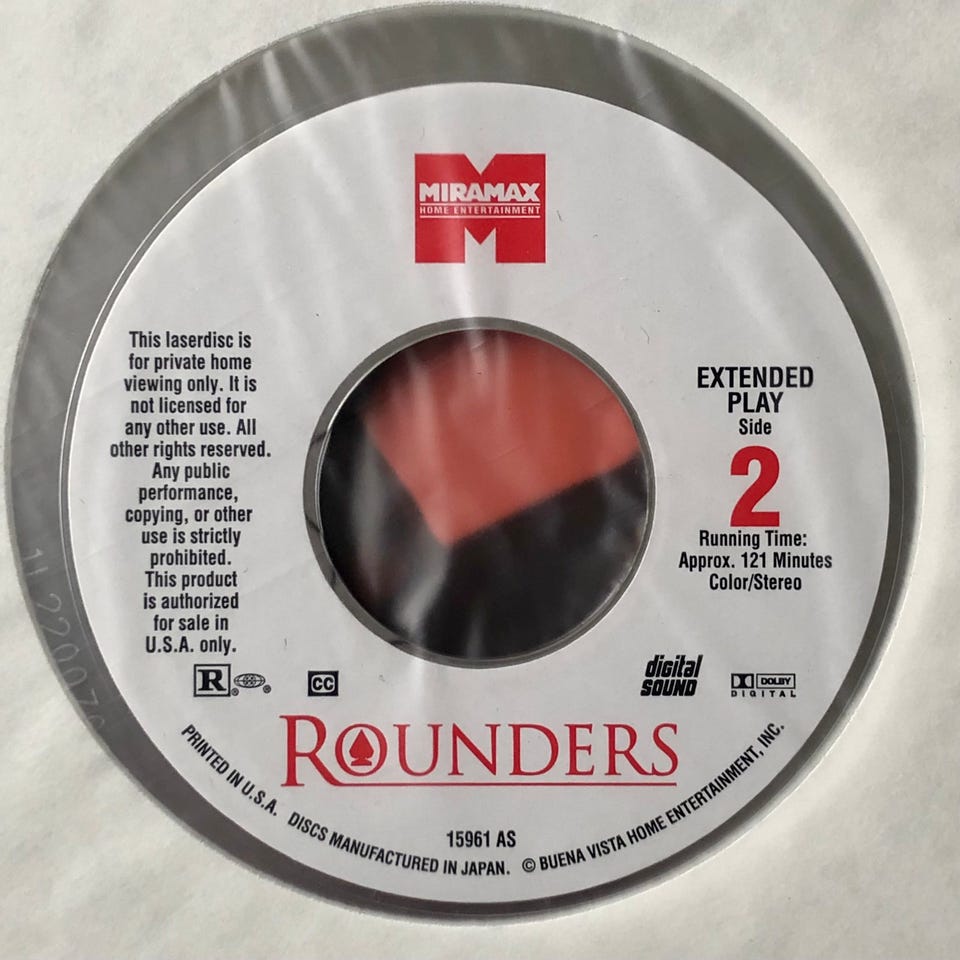 MIRAMAX
HOME ENTERTAINMENT
This laserdisc is
for private home
viewing only. It is
not licensed for
any other use. All
other rights reserved.
Any public
performance,
copying, or other
use is strictly
prohibited.
This product
is authorized
for sale in
U.S.A. only.
EXTENDED
PLAY
Side
2
Running Time:
Approx. 121 Minutes
Color/Stereo
R
CC
digital
SOUND
DOLBY
DIGITAL
ROUNDERS
15961 AS
PRINTED IN U.S.A. DISCS MANUFACTURED IN JAPAN. © BUENA VISTA HOME ENTERTAINMENT, INC.